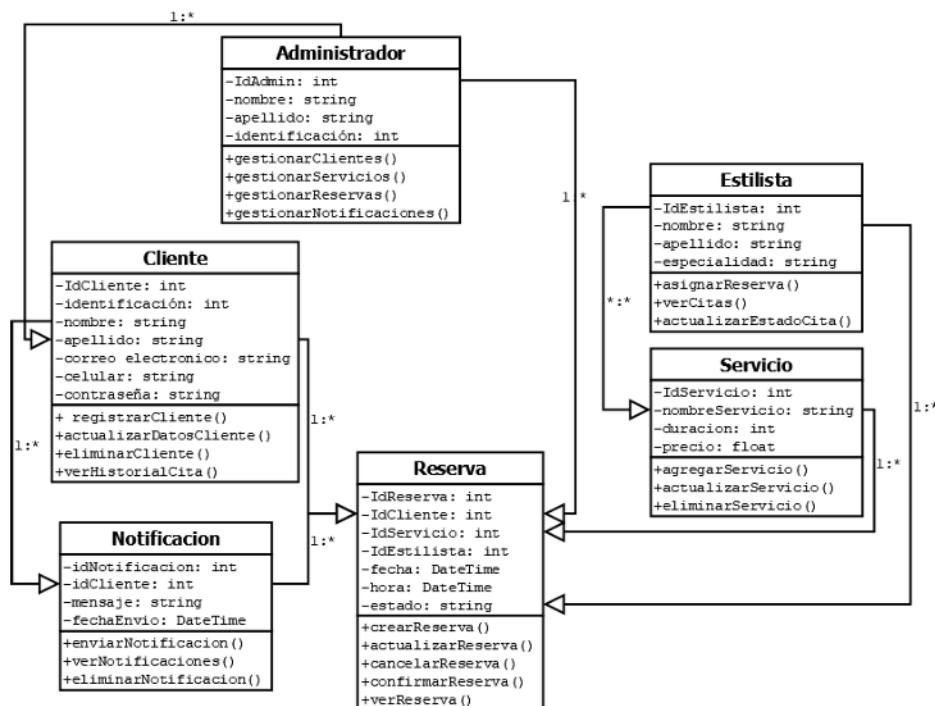 1:*
Administrador
-IdAdmin: int
-nombre: string
-apellido: string
-identificación: int
+gestionarClientes()
+gestionarServicios()
+gestionarReservas()
+gestionarNotificaciones()
1:*
Estilista
-IdEstilista: int
-nombre: string
-apellido: string
-especialidad: string
+asignarReserva()
+verCitas()
+actualizarEstadoCita()
*:*
1:*
Cliente
-IdCliente: int
-identificación: int
-nombre: string
-apellido: string
-correo electronico: string
-celular: string
-contraseña: string
+ registrarCliente()
+actualizarDatosCliente()
+eliminarCliente()
+verHistorialCita()
1:*
1:*
Servicio
-IdServicio: int
-nombreServicio: string
-duracion: int
-precio: float
+agregarServicio()
+actualizarServicio()
+eliminarServicio()
1:*
Notificacion
-idNotificacion: int
-idCliente: int
-mensaje: string
-fechaEnvio: DateTime
+enviarNotificacion()
+verNotificaciones()
+eliminarNotificacion()
1:*
Reserva
-IdReserva: int
-IdCliente: int
-IdServicio: int
-IdEstilista: int
-fecha: DateTime
-hora: DateTime
-estado: string
+crearReserva()
+actualizarReserva()
+cancelarReserva()
+confirmarReserva()
+verReserva()